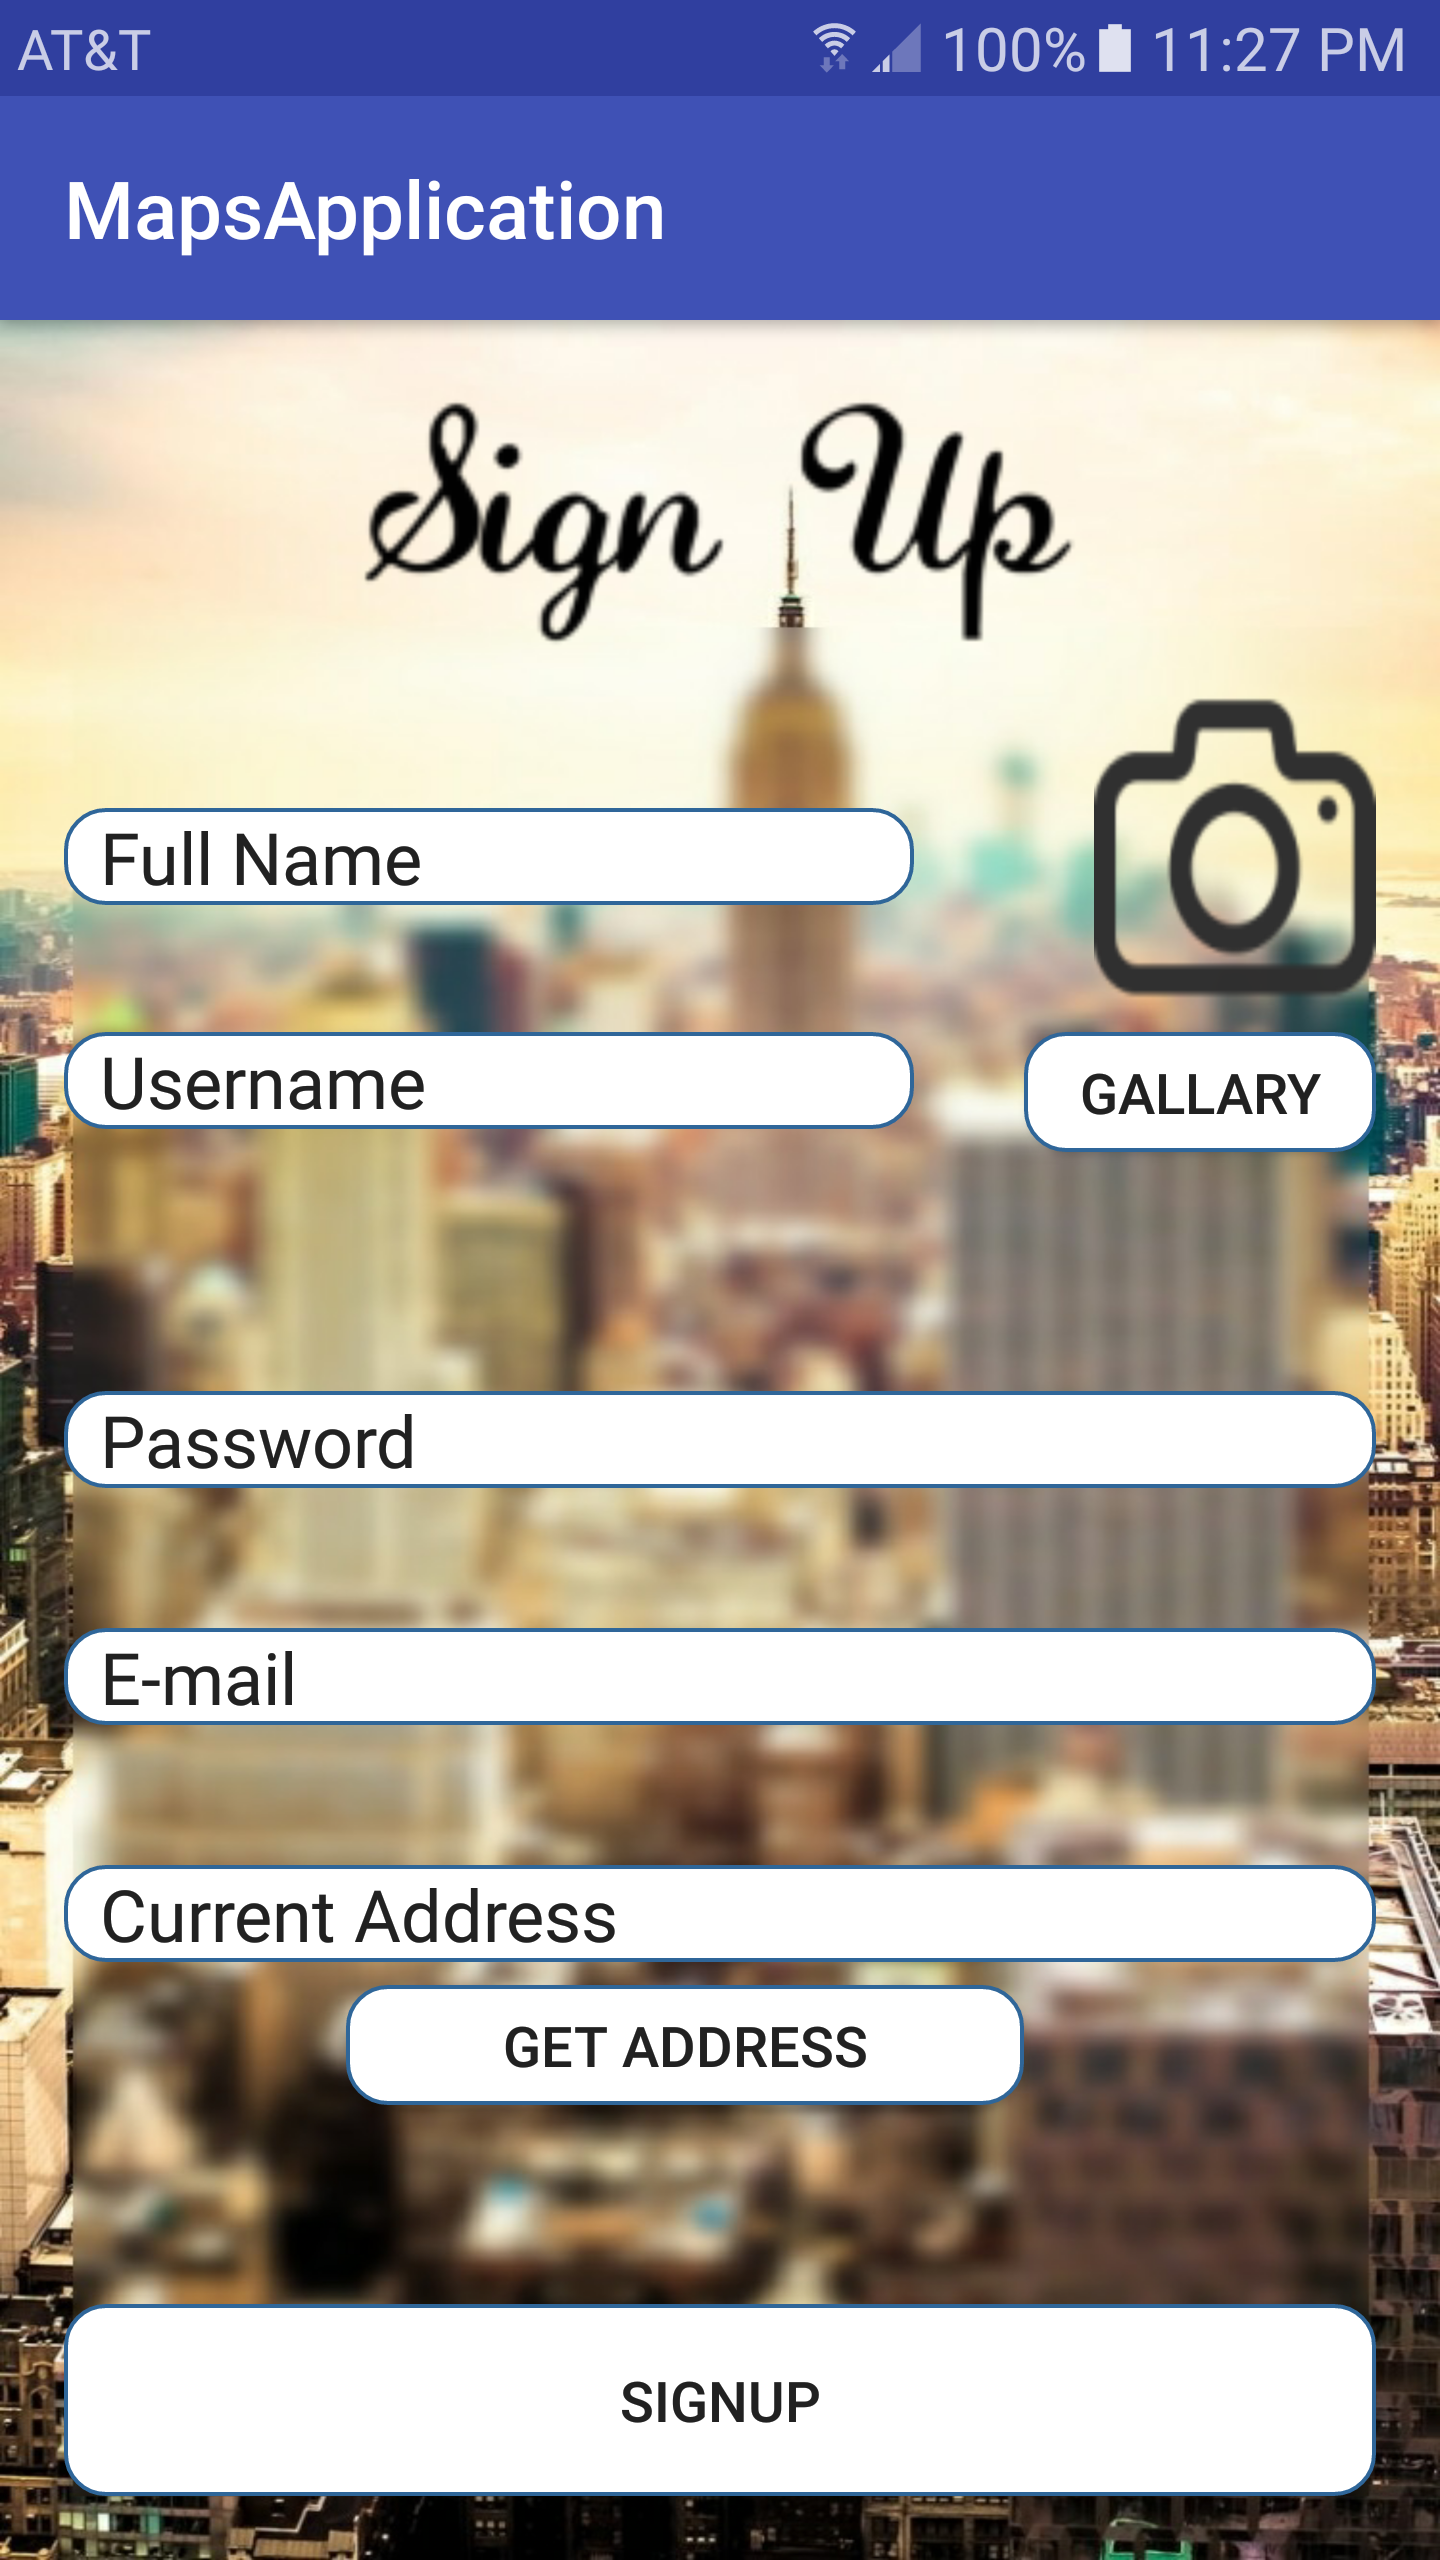 AT&T 100% 11:27 PM
MapsApplication
Sign Up
Full Name
Username
GALLARY
Password
E-mail
Current Address
GET ADDRESS
SIGNUP